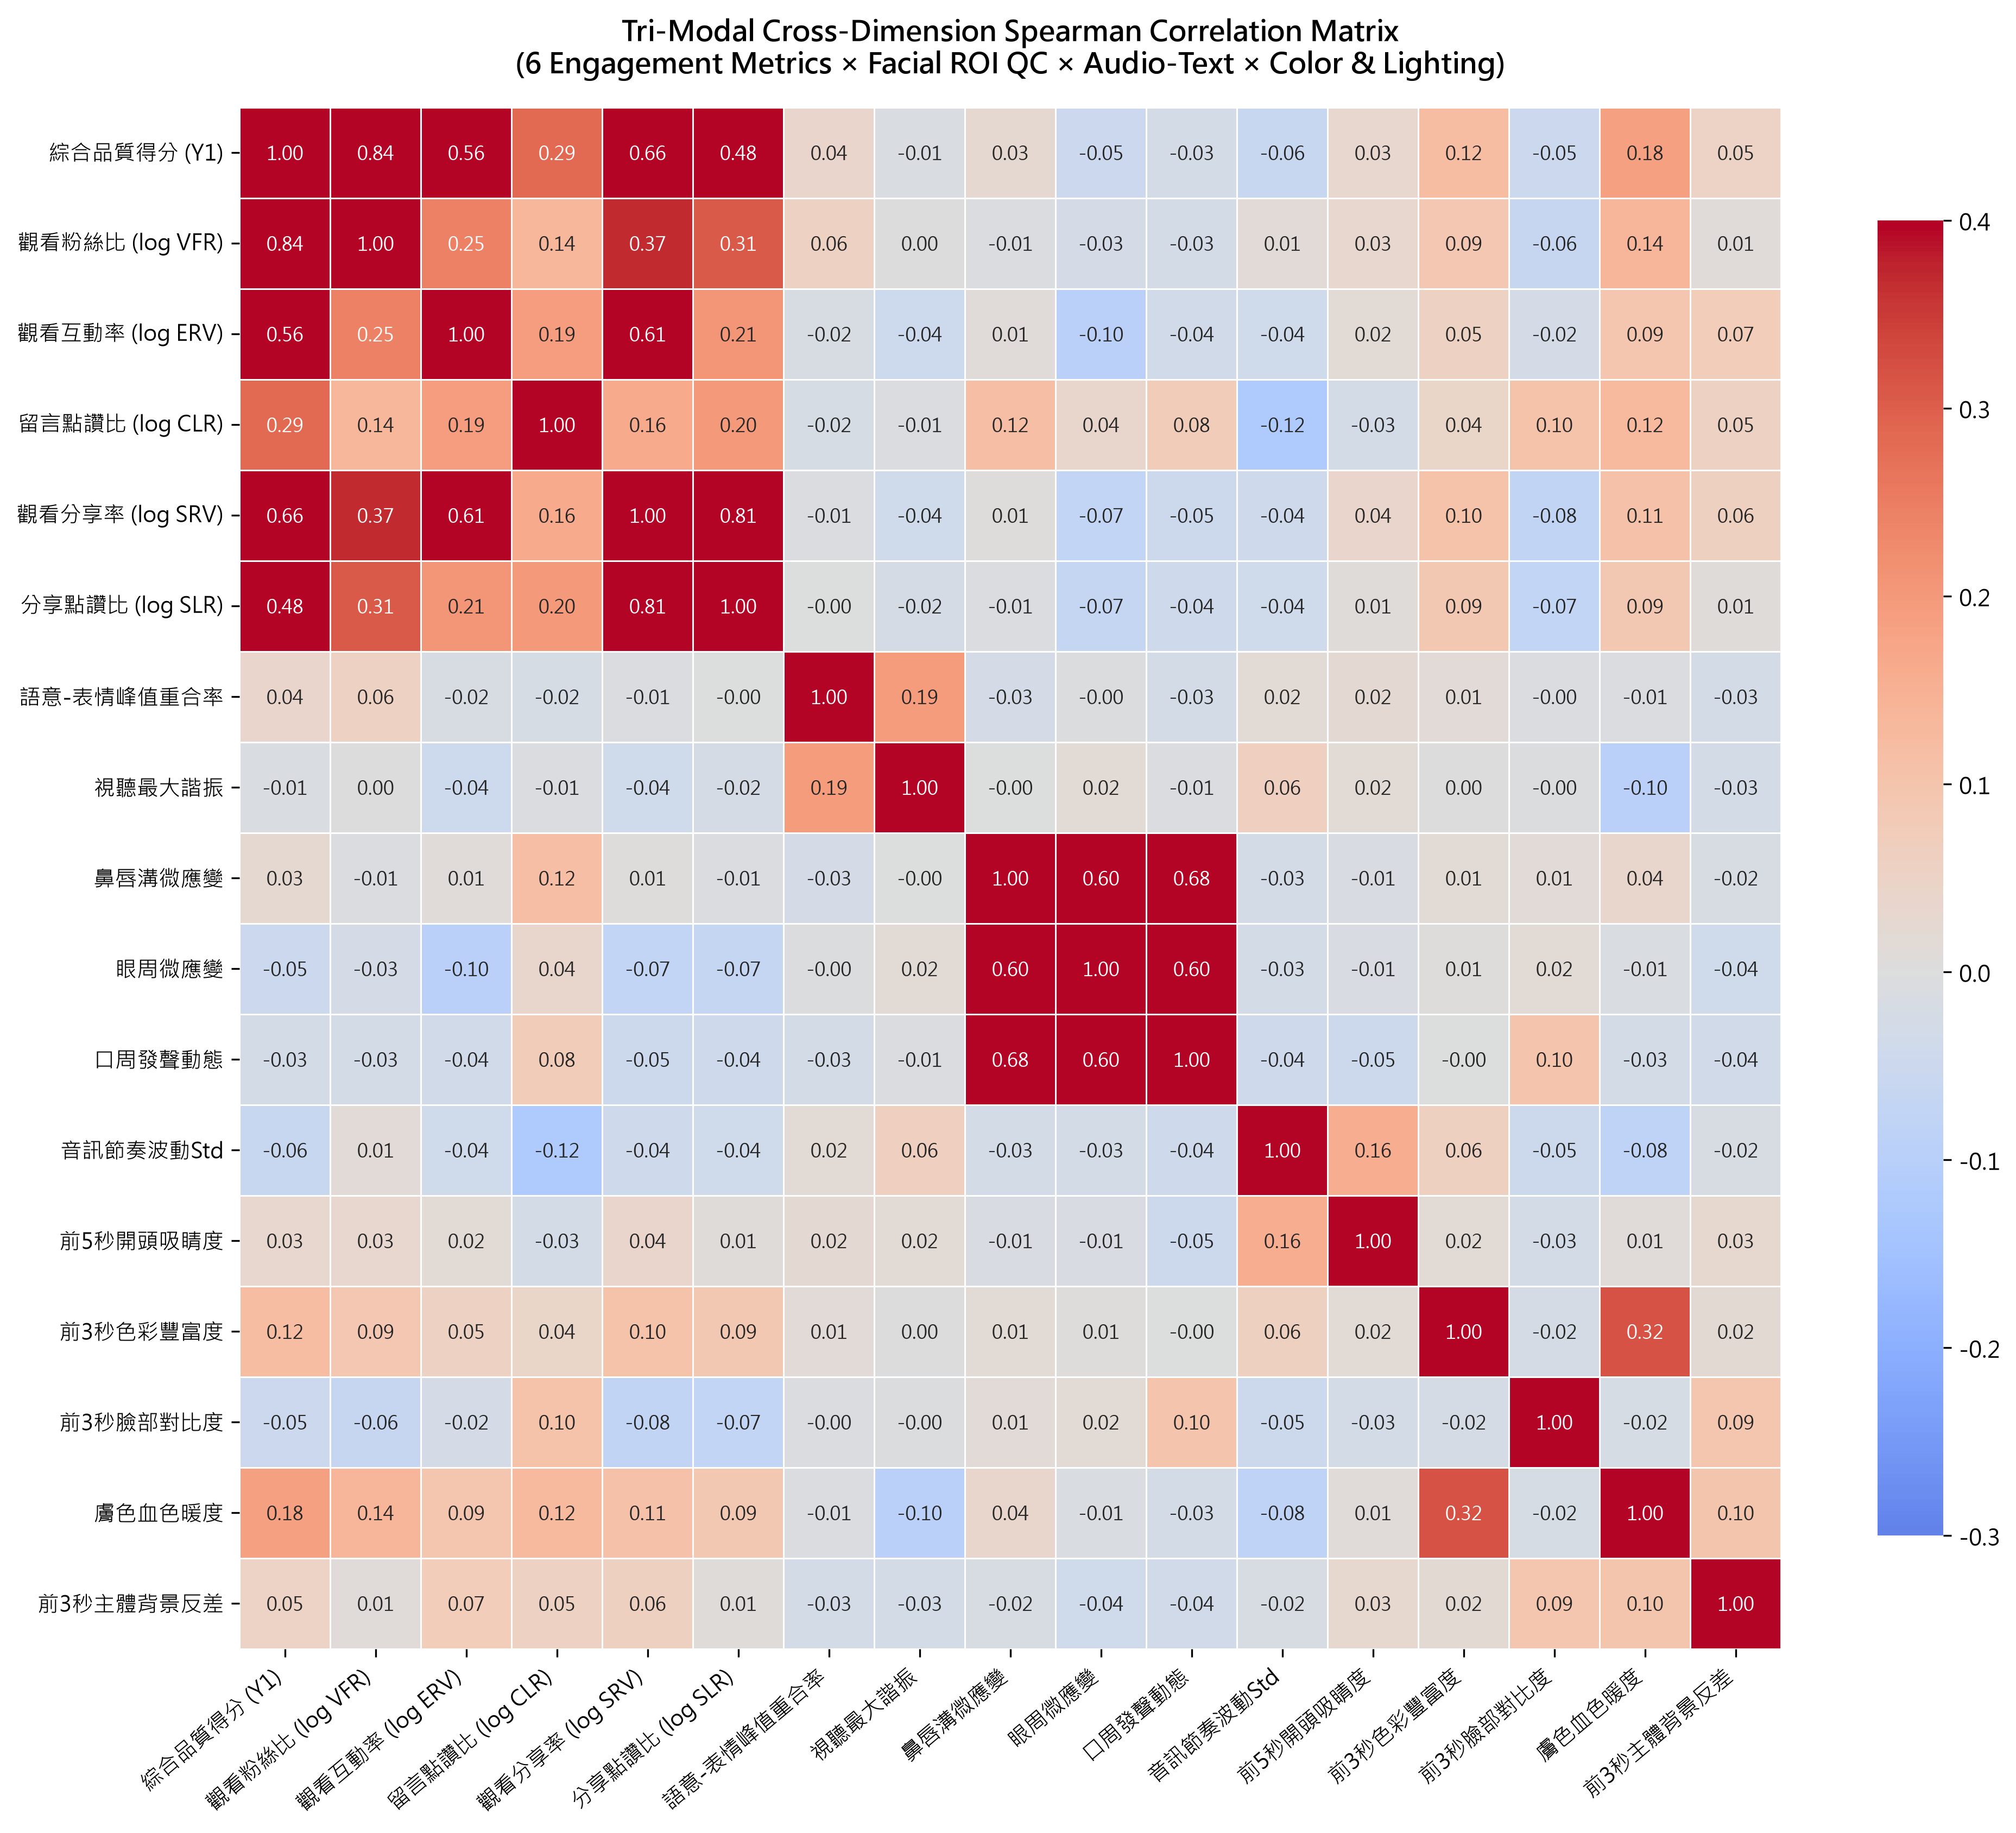 Tri-Modal Cross-Dimension Spearman Correlation Matrix
(6 Engagement Metrics × Facial ROI QC × Audio-Text × Color & Lighting)
綜合品質得分 (Y1) 1.00 0.84 0.56 0.29 0.66 0.48 0.04 -0.01 0.03 -0.05 -0.03 -0.06 0.03 0.12 -0.05 0.18 0.05
觀看粉絲比 (log VFR) 0.84 1.00 0.25 0.14 0.37 0.31 0.06 0.00 -0.01 -0.03 -0.03 0.01 0.03 0.09 -0.06 0.14 0.01
觀看互動率 (log ERV) 0.56 0.25 1.00 0.19 0.61 0.21 -0.02 -0.04 0.01 -0.10 -0.04 -0.04 0.02 0.05 -0.02 0.09 0.07
留言點讚比 (log CLR) 0.29 0.14 0.19 1.00 0.16 0.20 -0.02 -0.01 0.12 0.04 0.08 -0.12 -0.03 0.04 0.10 0.12 0.05
觀看分享率 (log SRV) 0.66 0.37 0.61 0.16 1.00 0.81 -0.01 -0.04 0.01 -0.07 -0.05 -0.04 0.04 0.10 -0.08 0.11 0.06
分享點讚比 (log SLR) 0.48 0.31 0.21 0.20 0.81 1.00 -0.00 -0.02 -0.01 -0.07 -0.04 -0.04 0.01 0.09 -0.07 0.09 0.01
語意-表情峰值重合率 0.04 0.06 -0.02 -0.02 -0.01 -0.00 1.00 0.19 -0.03 -0.00 -0.03 0.02 0.02 0.01 -0.00 -0.01 -0.03
視聽最大諧振 -0.01 0.00 -0.04 -0.01 -0.04 -0.02 0.19 1.00 -0.00 0.02 -0.01 0.06 0.02 0.00 -0.00 -0.10 -0.03
鼻唇溝微應變 0.03 -0.01 0.01 0.12 0.01 -0.01 -0.03 -0.00 1.00 0.60 0.68 -0.03 -0.01 0.01 0.01 0.04 -0.02
眼周微應變 -0.05 -0.03 -0.10 0.04 -0.07 -0.07 -0.00 0.02 0.60 1.00 0.60 -0.03 -0.01 0.01 0.02 -0.01 -0.04
口周發聲動態 -0.03 -0.03 -0.04 0.08 -0.05 -0.04 -0.03 -0.01 0.68 0.60 1.00 -0.04 -0.05 -0.00 0.10 -0.03 -0.04
音訊節奏波動Std -0.06 0.01 -0.04 -0.12 -0.04 -0.04 0.02 0.06 -0.03 -0.03 -0.04 1.00 0.16 0.06 -0.05 -0.08 -0.02
前5秒開頭吸睛度 0.03 0.03 0.02 -0.03 0.04 0.01 0.02 0.02 -0.01 -0.01 -0.05 0.16 1.00 0.02 -0.03 0.01 0.03
前3秒色彩豐富度 0.12 0.09 0.05 0.04 0.10 0.09 0.01 0.00 0.01 0.01 -0.00 0.06 0.02 1.00 -0.02 0.32 0.02
前3秒臉部對比度 -0.05 -0.06 -0.02 0.10 -0.08 -0.07 -0.00 -0.00 0.01 0.02 0.10 -0.05 -0.03 -0.02 1.00 -0.02 0.09
膚色血色暖度 0.18 0.14 0.09 0.12 0.11 0.09 -0.01 -0.10 0.04 -0.01 -0.03 -0.08 0.01 0.32 -0.02 1.00 0.10
前3秒主體背景反差 0.05 0.01 0.07 0.05 0.06 0.01 -0.03 -0.03 -0.02 -0.04 -0.04 -0.02 0.03 0.02 0.09 0.10 1.00
綜合品質得分 (Y1)
觀看粉絲比 (log VFR)
觀看互動率 (log ERV)
留言點讚比 (log CLR)
觀看分享率 (log SRV)
分享點讚比 (log SLR)
語意-表情峰值重合率
視聽最大諧振
鼻唇溝微應變
眼周微應變
口周發聲動態
音訊節奏波動Std
前5秒開頭吸睛度
前3秒色彩豐富度
前3秒臉部對比度
膚色血色暖度
前3秒主體背景反差
0.4
0.3
0.2
0.1
0.0
-0.1
-0.2
-0.3